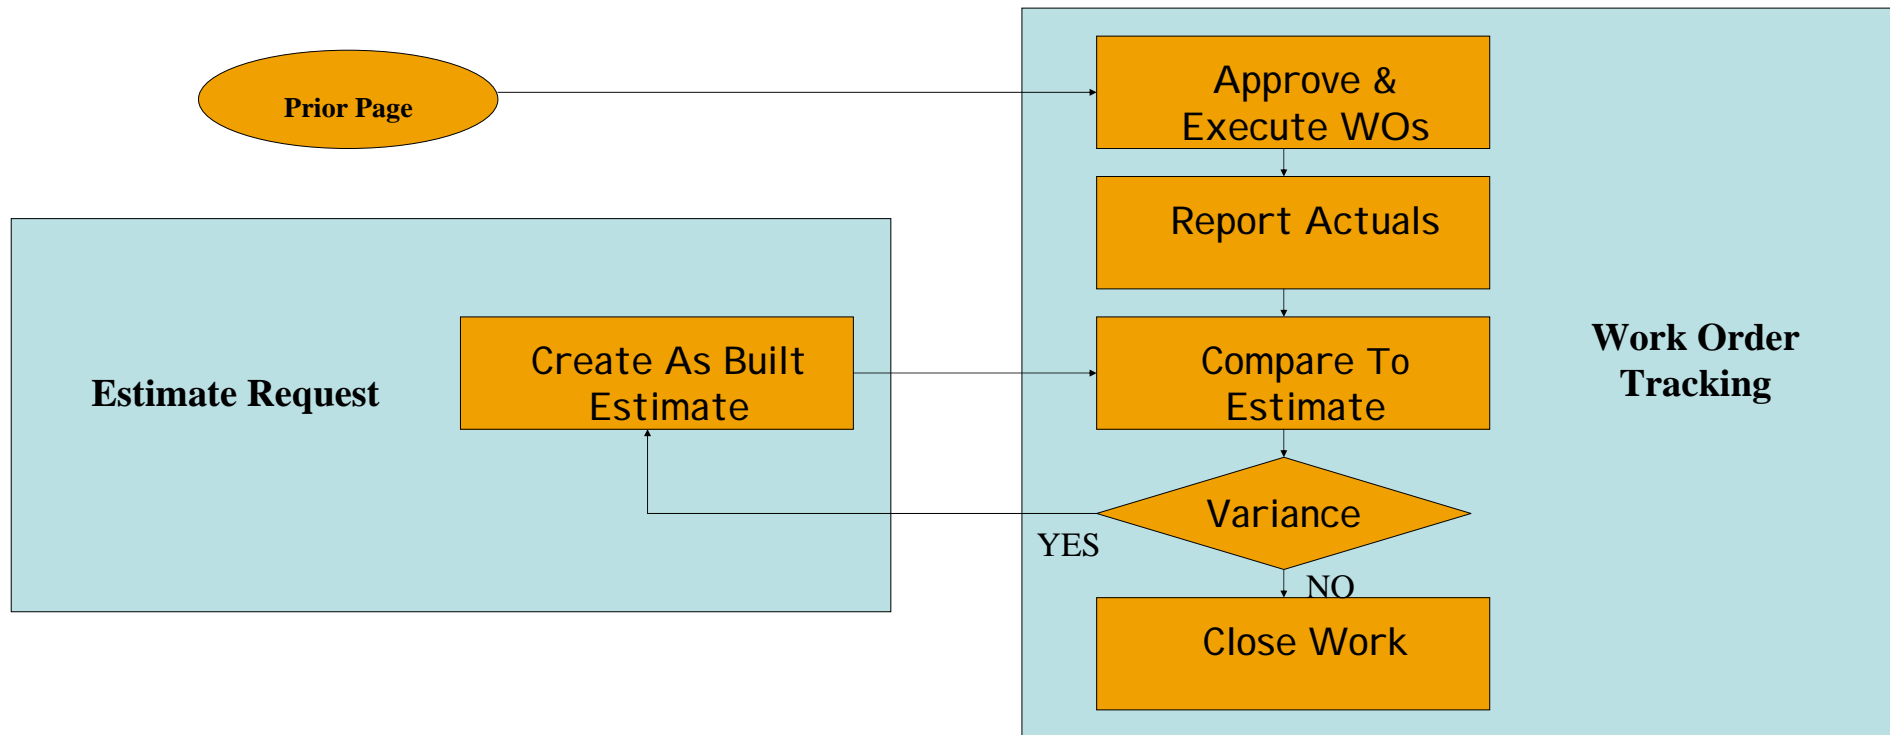 Prior Page
Approve &
Execute WOs
Report Actuals
Estimate Request
Create As Built
Estimate
Compare To
Estimate
Work Order
Tracking
Variance
YES
NO
Close Work